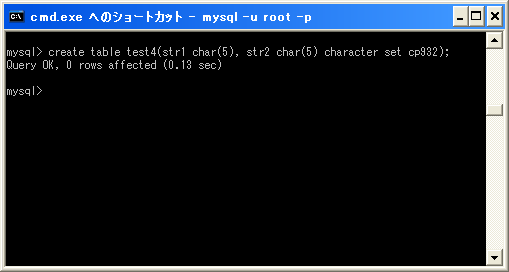 cmd.exe へのショートカット - mysql -u root -p
mysql> create table test4(str1 char(5), str2 char(5) character set cp932);
Query OK, 0 rows affected (0.13 sec)
mysql>